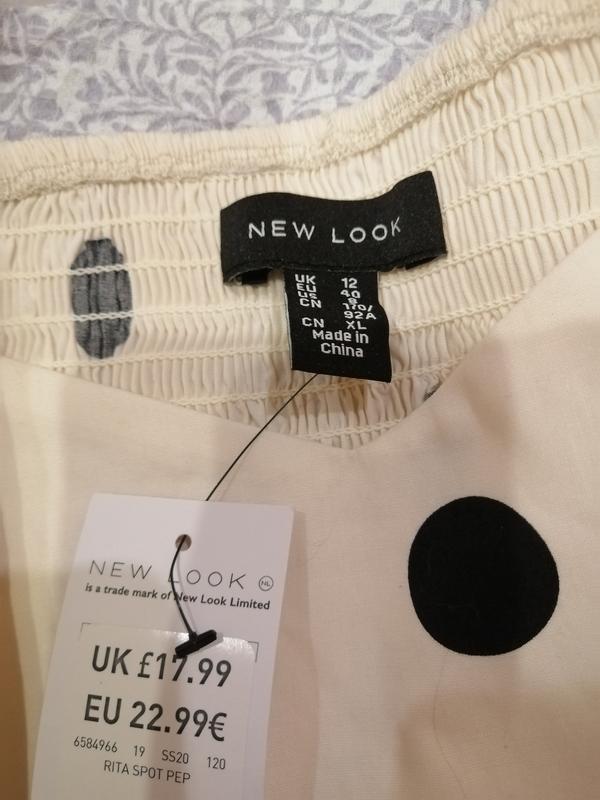 NEW LOOK
UK 12
EU 40
US 8
CN 170/
92A
CN XL
Made in
China
NEW LOOK NL
is a trade mark of New Look Limited
UK £17.99
EU 22.99€
6584966 19 SS20 120
RITA SPOT PEP